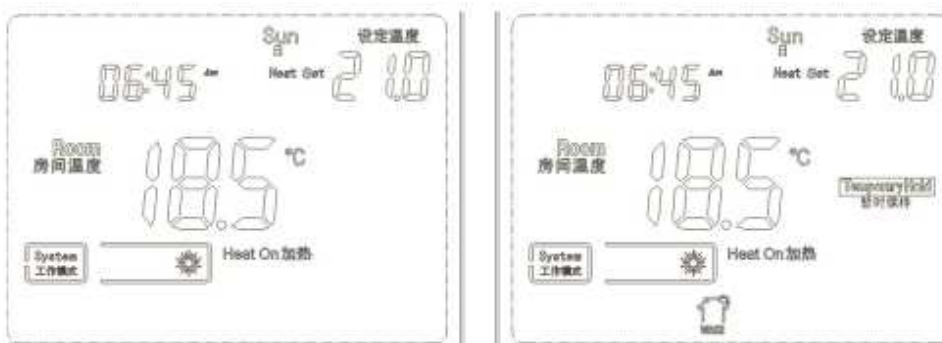 Sun
日
设定温度
06:45 Am
Heat Set 21.0
Room
房间温度
18.5 °C
System
工作模式
Heat On 加热
Sun
日
设定温度
06:45 Am
Heat Set 21.0
Room
房间温度
18.5 °C
Temporary Hold
暂时保持
System
工作模式
Heat On 加热